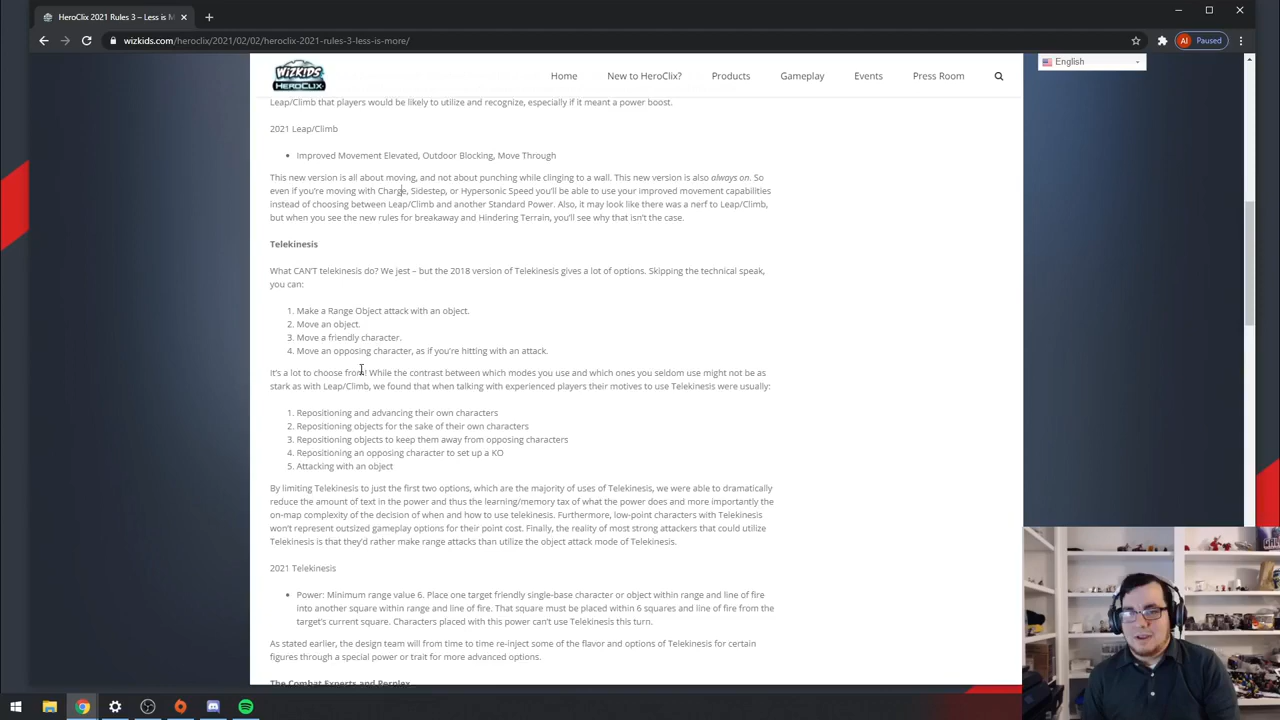 HeroClix 2021 Rules 3 – Less is M
wizkids.com/heroclix/2021/02/02/heroclix-2021-rules-3-less-is-more/
Paused
WIZKIDS
HEROCLIX
Home New to HeroClix? Products Gameplay Events Press Room
English
Leap/Climb that players would be likely to utilize and recognize, especially if it meant a power boost.
2021 Leap/Climb
• Improved Movement Elevated, Outdoor Blocking, Move Through
This new version is all about moving, and not about punching while clinging to a wall. This new version is also always on. So
even if you're moving with Charge, Sidestep, or Hypersonic Speed you'll be able to use your improved movement capabilities
instead of choosing between Leap/Climb and another Standard Power. Also, it may look like there was a nerf to Leap/Climb,
but when you see the new rules for breakaway and Hindering Terrain, you'll see why that isn't the case.
Telekinesis
What CAN'T telekinesis do? We jest – but the 2018 version of Telekinesis gives a lot of options. Skipping the technical speak,
you can:
1. Make a Range Object attack with an object.
2. Move an object.
3. Move a friendly character.
4. Move an opposing character, as if you're hitting with an attack.
It's a lot to choose from! While the contrast between which modes you use and which ones you seldom use might not be as
stark as with Leap/Climb, we found that when talking with experienced players their motives to use Telekinesis were usually:
1. Repositioning and advancing their own characters
2. Repositioning objects for the sake of their own characters
3. Repositioning objects to keep them away from opposing characters
4. Repositioning an opposing character to set up a KO
5. Attacking with an object
By limiting Telekinesis to just the first two options, which are the majority of uses of Telekinesis, we were able to dramatically
reduce the amount of text in the power and thus the learning/memory tax of what the power does and more importantly the
on-map complexity of the decision of when and how to use telekinesis. Furthermore, low-point characters with Telekinesis
won't represent outsized gameplay options for their point cost. Finally, the reality of most strong attackers that could utilize
Telekinesis is that they'd rather make range attacks than utilize the object attack mode of Telekinesis.
2021 Telekinesis
• Power: Minimum range value 6. Place one target friendly single-base character or object within range and line of fire
into another square within range and line of fire. That square must be placed within 6 squares and line of fire from the
target's current square. Characters placed with this power can't use Telekinesis this turn.
As stated earlier, the design team will from time to time re-inject some of the flavor and options of Telekinesis for certain
figures through a special power or trait for more advanced options.
The Combat Experts and Perplex